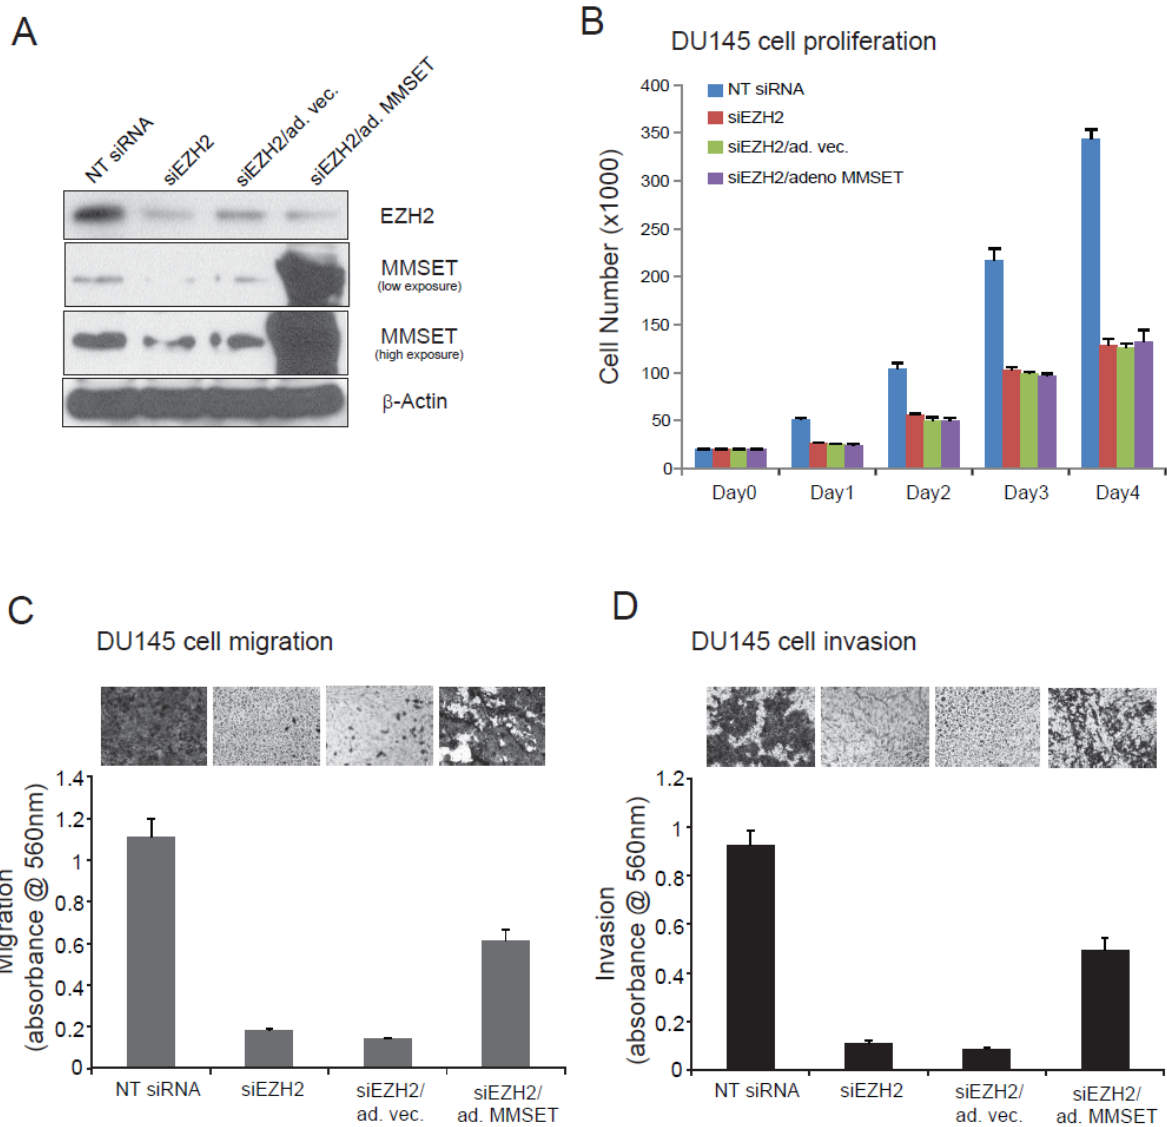 A
NT siRNA
siEZH2
siEZH2/ad. vec.
siEZH2/ad. MMSET
EZH2
MMSET
(low exposure)
MMSET
(high exposure)
β-Actin
B
DU145 cell proliferation
NT siRNA
siEZH2
siEZH2/ad. vec.
siEZH2/adeno MMSET
Cell Number (x1000)
400
350
300
250
200
150
100
50
0
Day0
Day1
Day2
Day3
Day4
C
DU145 cell migration
Migration
(absorbance @ 560nm)
1.4
1.2
1
0.8
0.6
0.4
0.2
0
NT siRNA
siEZH2
siEZH2/
ad. vec.
siEZH2/
ad. MMSET
D
DU145 cell invasion
Invasion
(absorbance @ 560nm)
1.2
1
0.8
0.6
0.4
0.2
0
NT siRNA
siEZH2
siEZH2/
ad. vec.
siEZH2/
ad. MMSET